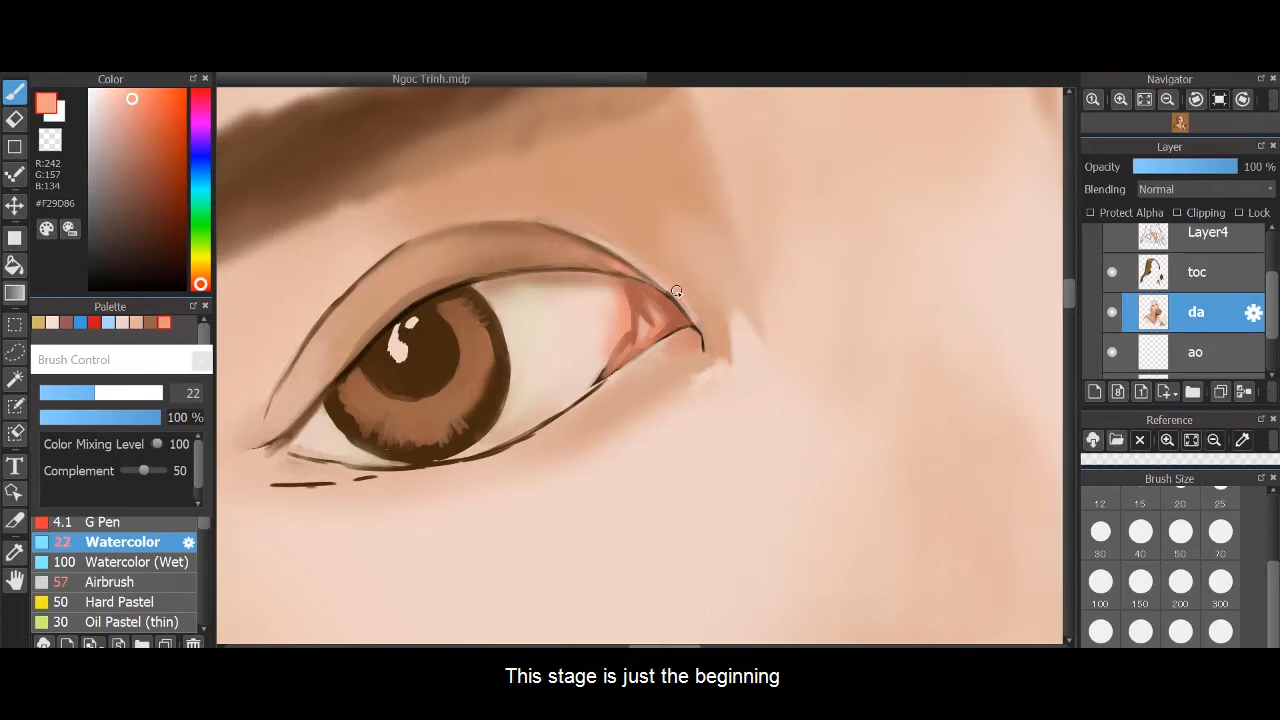 Color
Ngoc Trinh.mdp
Navigator
R:242
G:157
B:134
#F29D86
Layer
Opacity 100 %
Blending Normal
Protect Alpha Clipping Lock
Layer4
toc
da
ao
Palette
Brush Control
22
100 %
Color Mixing Level 100
Complement 50
4.1 G Pen
22 Watercolor
100 Watercolor (Wet)
57 Airbrush
50 Hard Pastel
30 Oil Pastel (thin)
Reference
Brush Size
12 15 20 25
30 40 50 70
100 150 200 300
This stage is just the beginning